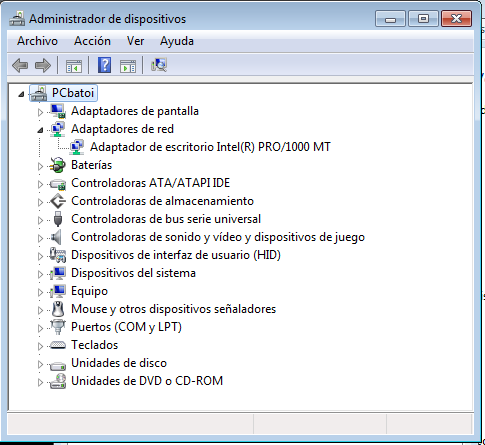 Administrador de dispositivos
Archivo Acción Ver Ayuda
PCbatoi
Adaptadores de pantalla
Adaptadores de red
Adaptador de escritorio Intel(R) PRO/1000 MT
Baterías
Controladoras ATA/ATAPI IDE
Controladoras de almacenamiento
Controladoras de bus serie universal
Controladoras de sonido y vídeo y dispositivos de juego
Dispositivos de interfaz de usuario (HID)
Dispositivos del sistema
Equipo
Mouse y otros dispositivos señaladores
Puertos (COM y LPT)
Teclados
Unidades de disco
Unidades de DVD o CD-ROM